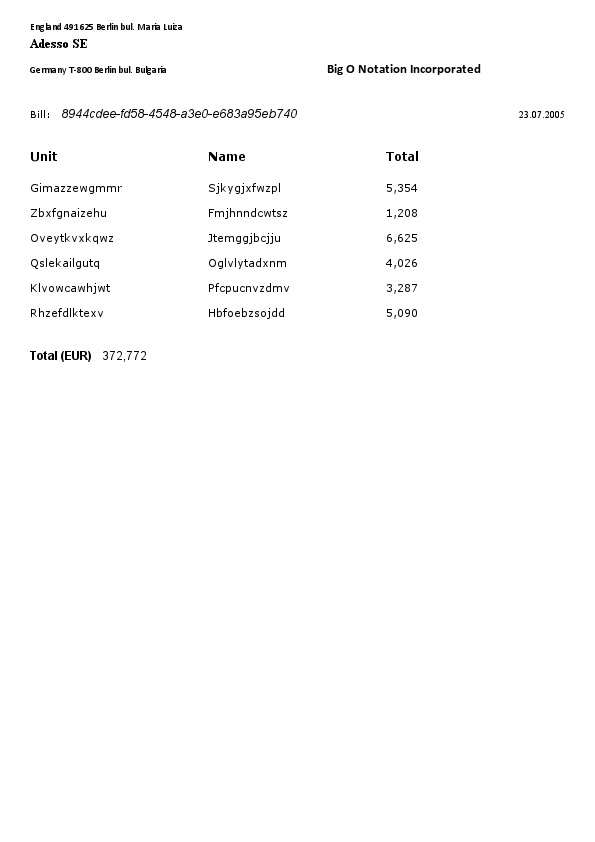 England 491625 Berlin bul. Maria Luiza
Adesso SE
Germany T-800 Berlin bul. Bulgaria Big O Notation Incorporated
Bill: 8944cdee-fd58-4548-a3e0-e683a95eb740 23.07.2005
Unit Name Total
Gimazzewgmmr Sjkygjxfwzpl 5,354
Zbxfgnaizehu Fmjhnndcwtsz 1,208
Oveytkvxkqwz Jtemggjbcjju 6,625
Qslekailgutq Oglvlytadxnm 4,026
Klvowcawhjwt Pfcpucnvzdmv 3,287
Rhzefdlktexv Hbfoebzsojdd 5,090
Total (EUR) 372,772